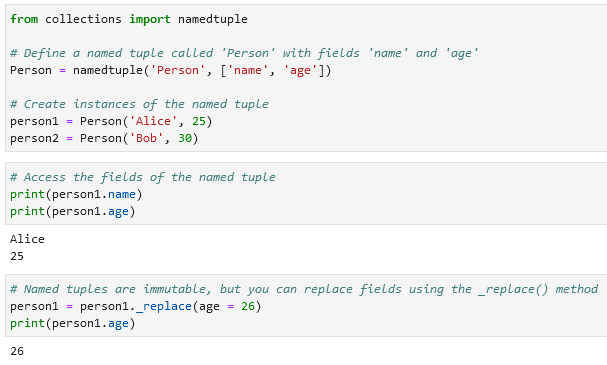 from collections import namedtuple
# Define a named tuple called 'Person' with fields 'name' and 'age'
Person = namedtuple('Person', ['name', 'age'])
# Create instances of the named tuple
person1 = Person('Alice', 25)
person2 = Person('Bob', 30)
# Access the fields of the named tuple
print(person1.name)
print(person1.age)
Alice
25
# Named tuples are immutable, but you can replace fields using the _replace() method
person1 = person1._replace(age = 26)
print(person1.age)
26